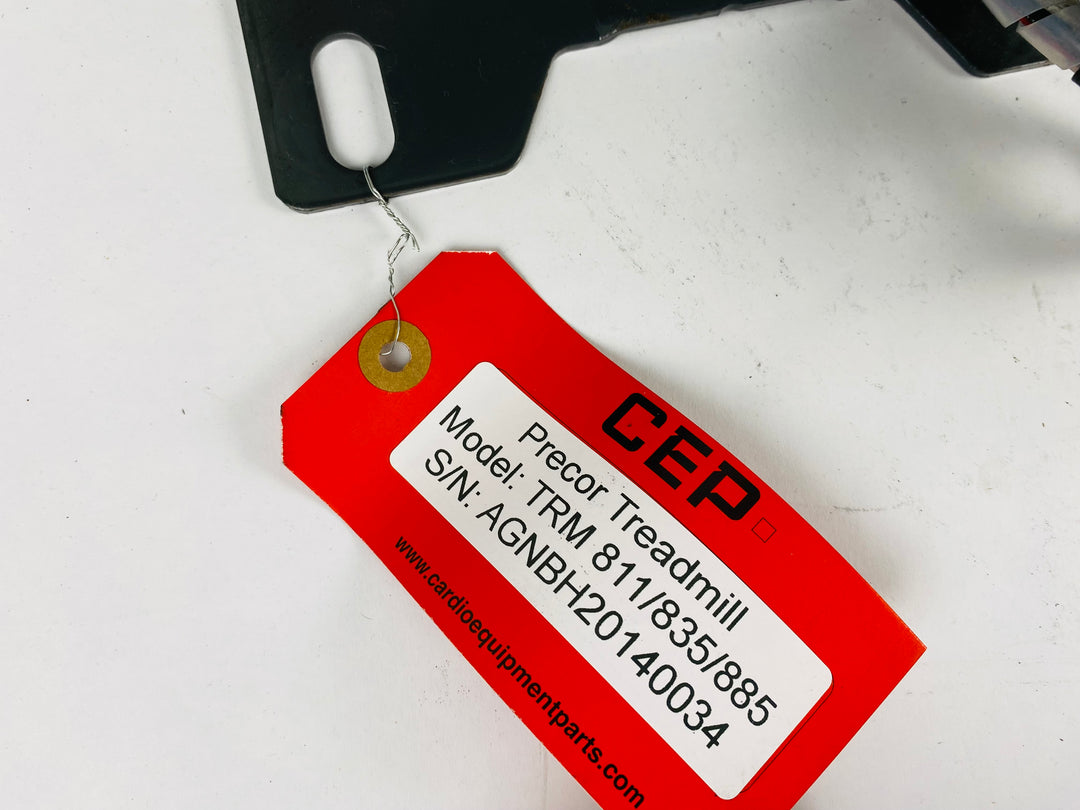 CEP
Precor Treadmill
Model: TRM 811/835/885
S/N: AGNBH20140034
www.cardioequipmentparts.com